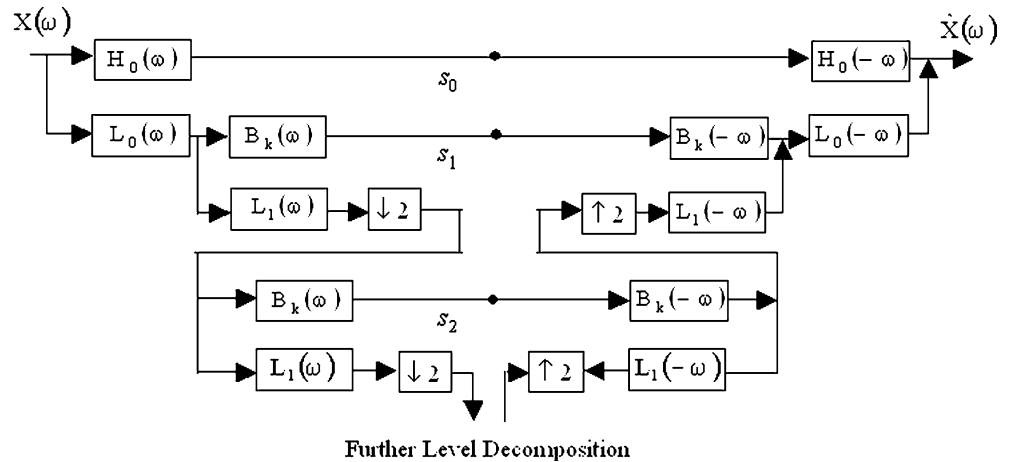 X(ω) Ẋ(ω)
H₀(ω) H₀(-ω)
s₀
L₀(ω) Bₖ(ω) Bₖ(-ω) L₀(-ω)
s₁
L₁(ω) ↓2 ↑2 L₁(-ω)
Bₖ(ω) Bₖ(-ω)
s₂
L₁(ω) ↓2 ↑2 L₁(-ω)
Further Level Decomposition